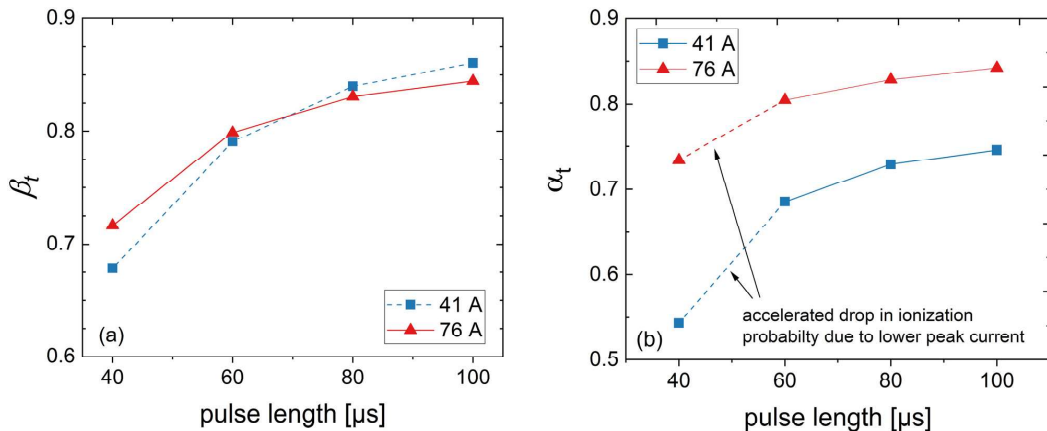 0.9
0.8
0.7
0.6
βt
40
60
80
100
pulse length [µs]
(a)
41 A
76 A
0.9
0.8
0.7
0.6
0.5
αt
40
60
80
100
pulse length [µs]
(b)
41 A
76 A
accelerated drop in ionization
probabilty due to lower peak current